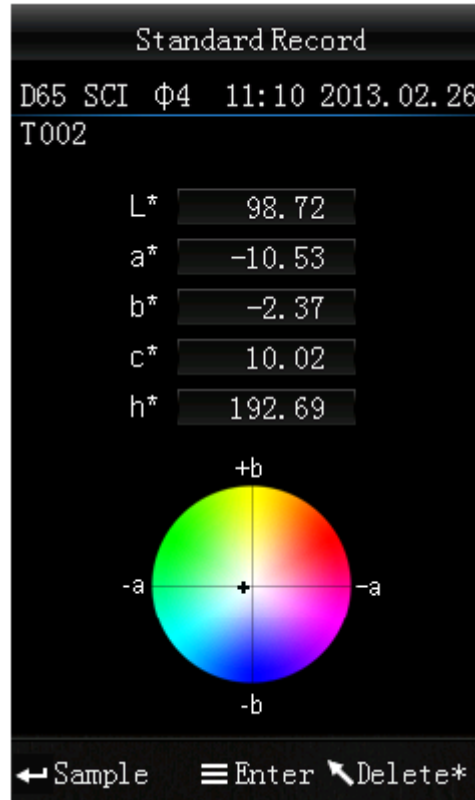 Standard Record
D65 SCI Φ4 11:10 2013.02.26
T002
L* 98.72
a* -10.53
b* -2.37
c* 10.02
h* 192.69
+b
-a -a
-b
Sample Enter Delete*